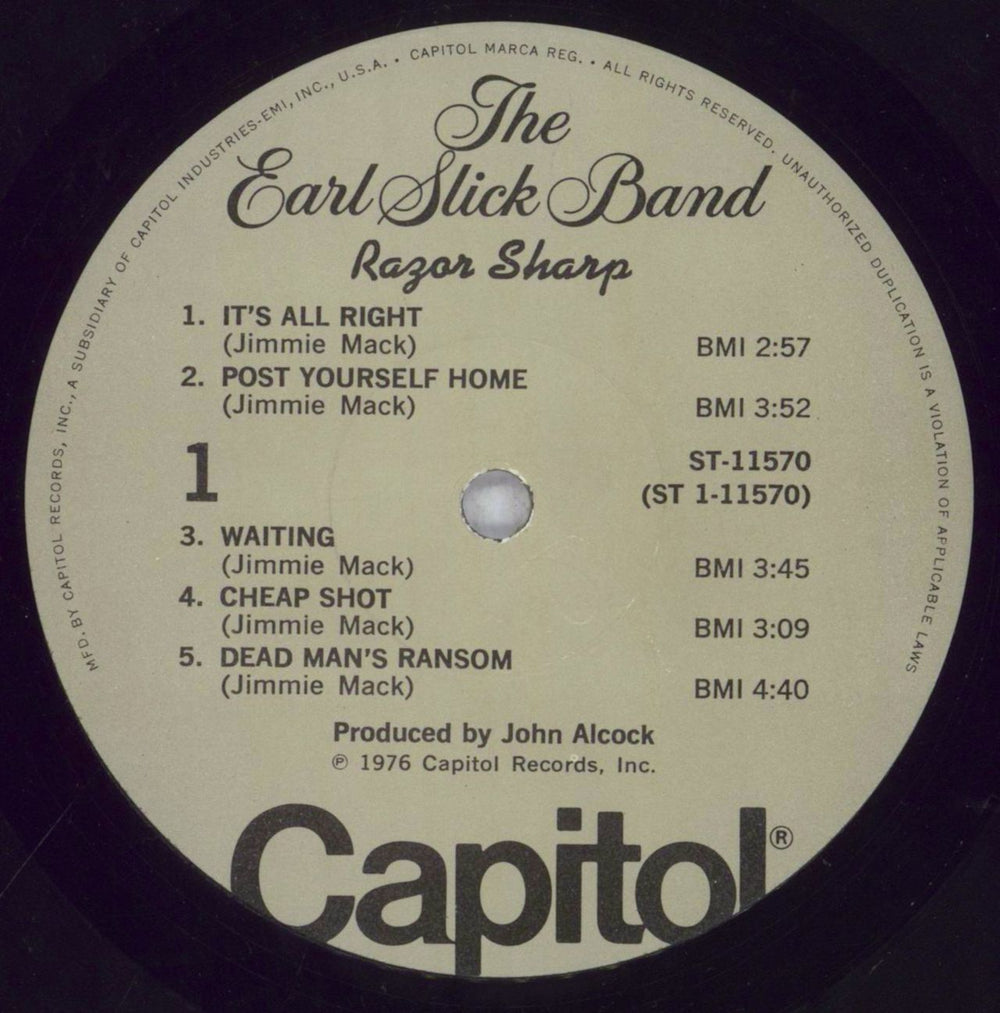 MFD. BY CAPITOL RECORDS, INC., A SUBSIDIARY OF CAPITOL INDUSTRIES-EMI, INC., U.S.A. • CAPITOL MARCA REG. • ALL RIGHTS RESERVED. UNAUTHORIZED DUPLICATION IS A VIOLATION OF APPLICABLE LAWS
The
Earl Slick Band
Razor Sharp
1. IT'S ALL RIGHT
(Jimmie Mack) BMI 2:57
2. POST YOURSELF HOME
(Jimmie Mack) BMI 3:52
1 ST-11570
(ST 1-11570)
3. WAITING
(Jimmie Mack) BMI 3:45
4. CHEAP SHOT
(Jimmie Mack) BMI 3:09
5. DEAD MAN'S RANSOM
(Jimmie Mack) BMI 4:40
Produced by John Alcock
℗ 1976 Capitol Records, Inc.
Capitol®